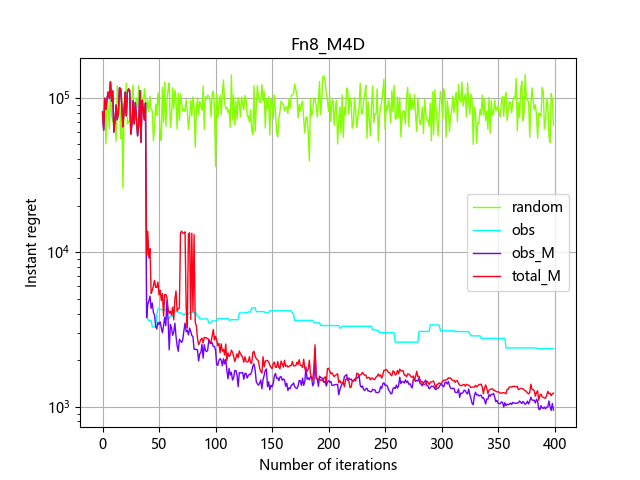 Fn8_M4D
10^5
10^4
10^3
Instant regret
random
obs
obs_M
total_M
0 50 100 150 200 250 300 350 400
Number of iterations